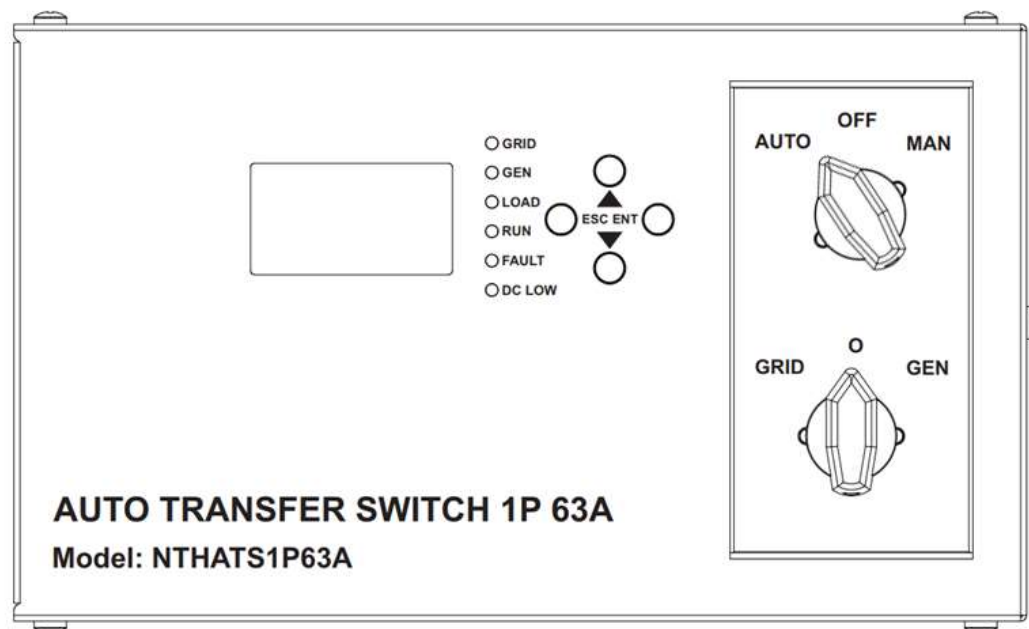 GRID
GEN
LOAD
RUN
FAULT
DC LOW
ESC ENT
OFF
AUTO MAN
O
GRID GEN
AUTO TRANSFER SWITCH 1P 63A
Model: NTHATS1P63A